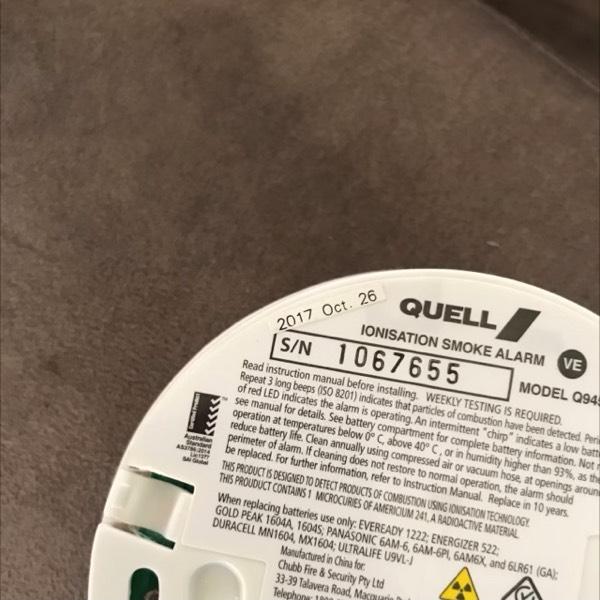 2017 Oct. 26
QUELL
IONISATION SMOKE ALARM
S/N 1067655
VE
MODEL Q94
Read instruction manual before installing. WEEKLY TESTING IS REQUIRED.
Repeat 3 long beeps (ISO 8201) indicates that particles of combustion have been detected.
of red LED indicates the alarm is operating. An intermittent "chirp" indicates a low
see manual for details. See battery compartment for complete battery information. Not
operation at temperatures below 0° C, above 40° C, or in humidity higher than 93%, as
reduce battery life. Clean annually using compressed air or vacuum hose, at openings
perimeter of alarm. If cleaning does not restore to normal operation, the alarm should
be replaced. For further information, refer to Instruction Manual. Replace in 10 years.
THIS PRODUCT IS DESIGNED TO DETECT PRODUCTS OF COMBUSTION USING IONISATION TECHNOLOGY.
THIS PRODUCT CONTAINS 1 MICROCURIES OF AMERICIUM 241, A RADIOACTIVE MATERIAL
Australian
Standard
AS3786-2014
SAI Global
When replacing batteries use only: EVEREADY 1222; ENERGIZER 522;
GOLD PEAK 1604A, 1604S; PANASONIC 6AM-6, 6AM-6PI, 6AM6X, and 6LR61 (GA);
DURACELL MN1604, MX1604; ULTRALIFE U9VL-J
Manufactured in China for:
Chubb Fire & Security Pty Ltd
33-39 Talavera Road, Macquarie
Telephone: